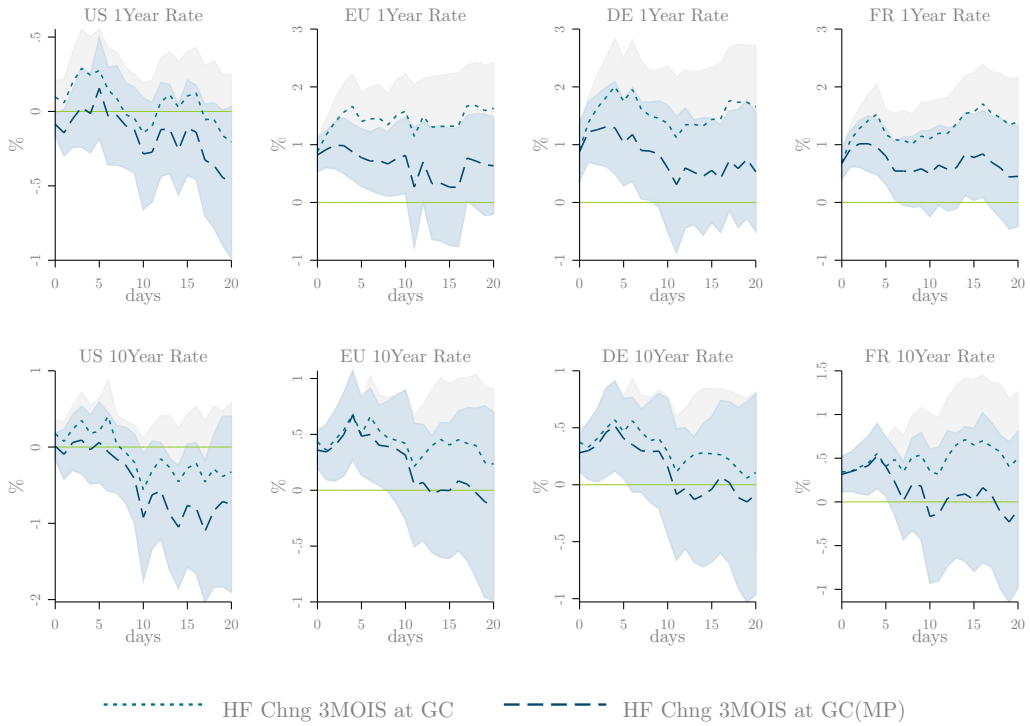 US 1Year Rate
EU 1Year Rate
DE 1Year Rate
FR 1Year Rate
%
.5
0
-.5
-1
0 5 10 15 20
days
%
3
2
1
0
-1
0 5 10 15 20
days
%
3
2
1
0
-1
0 5 10 15 20
days
%
3
2
1
0
-1
0 5 10 15 20
days
US 10Year Rate
EU 10Year Rate
DE 10Year Rate
FR 10Year Rate
%
1
0
-1
-2
0 5 10 15 20
days
%
1
.5
0
-.5
-1
0 5 10 15 20
days
%
1
.5
0
-.5
-1
0 5 10 15 20
days
%
1.5
1
.5
0
-.5
-1
0 5 10 15 20
days
HF Chng 3MOIS at GC
HF Chng 3MOIS at GC(MP)